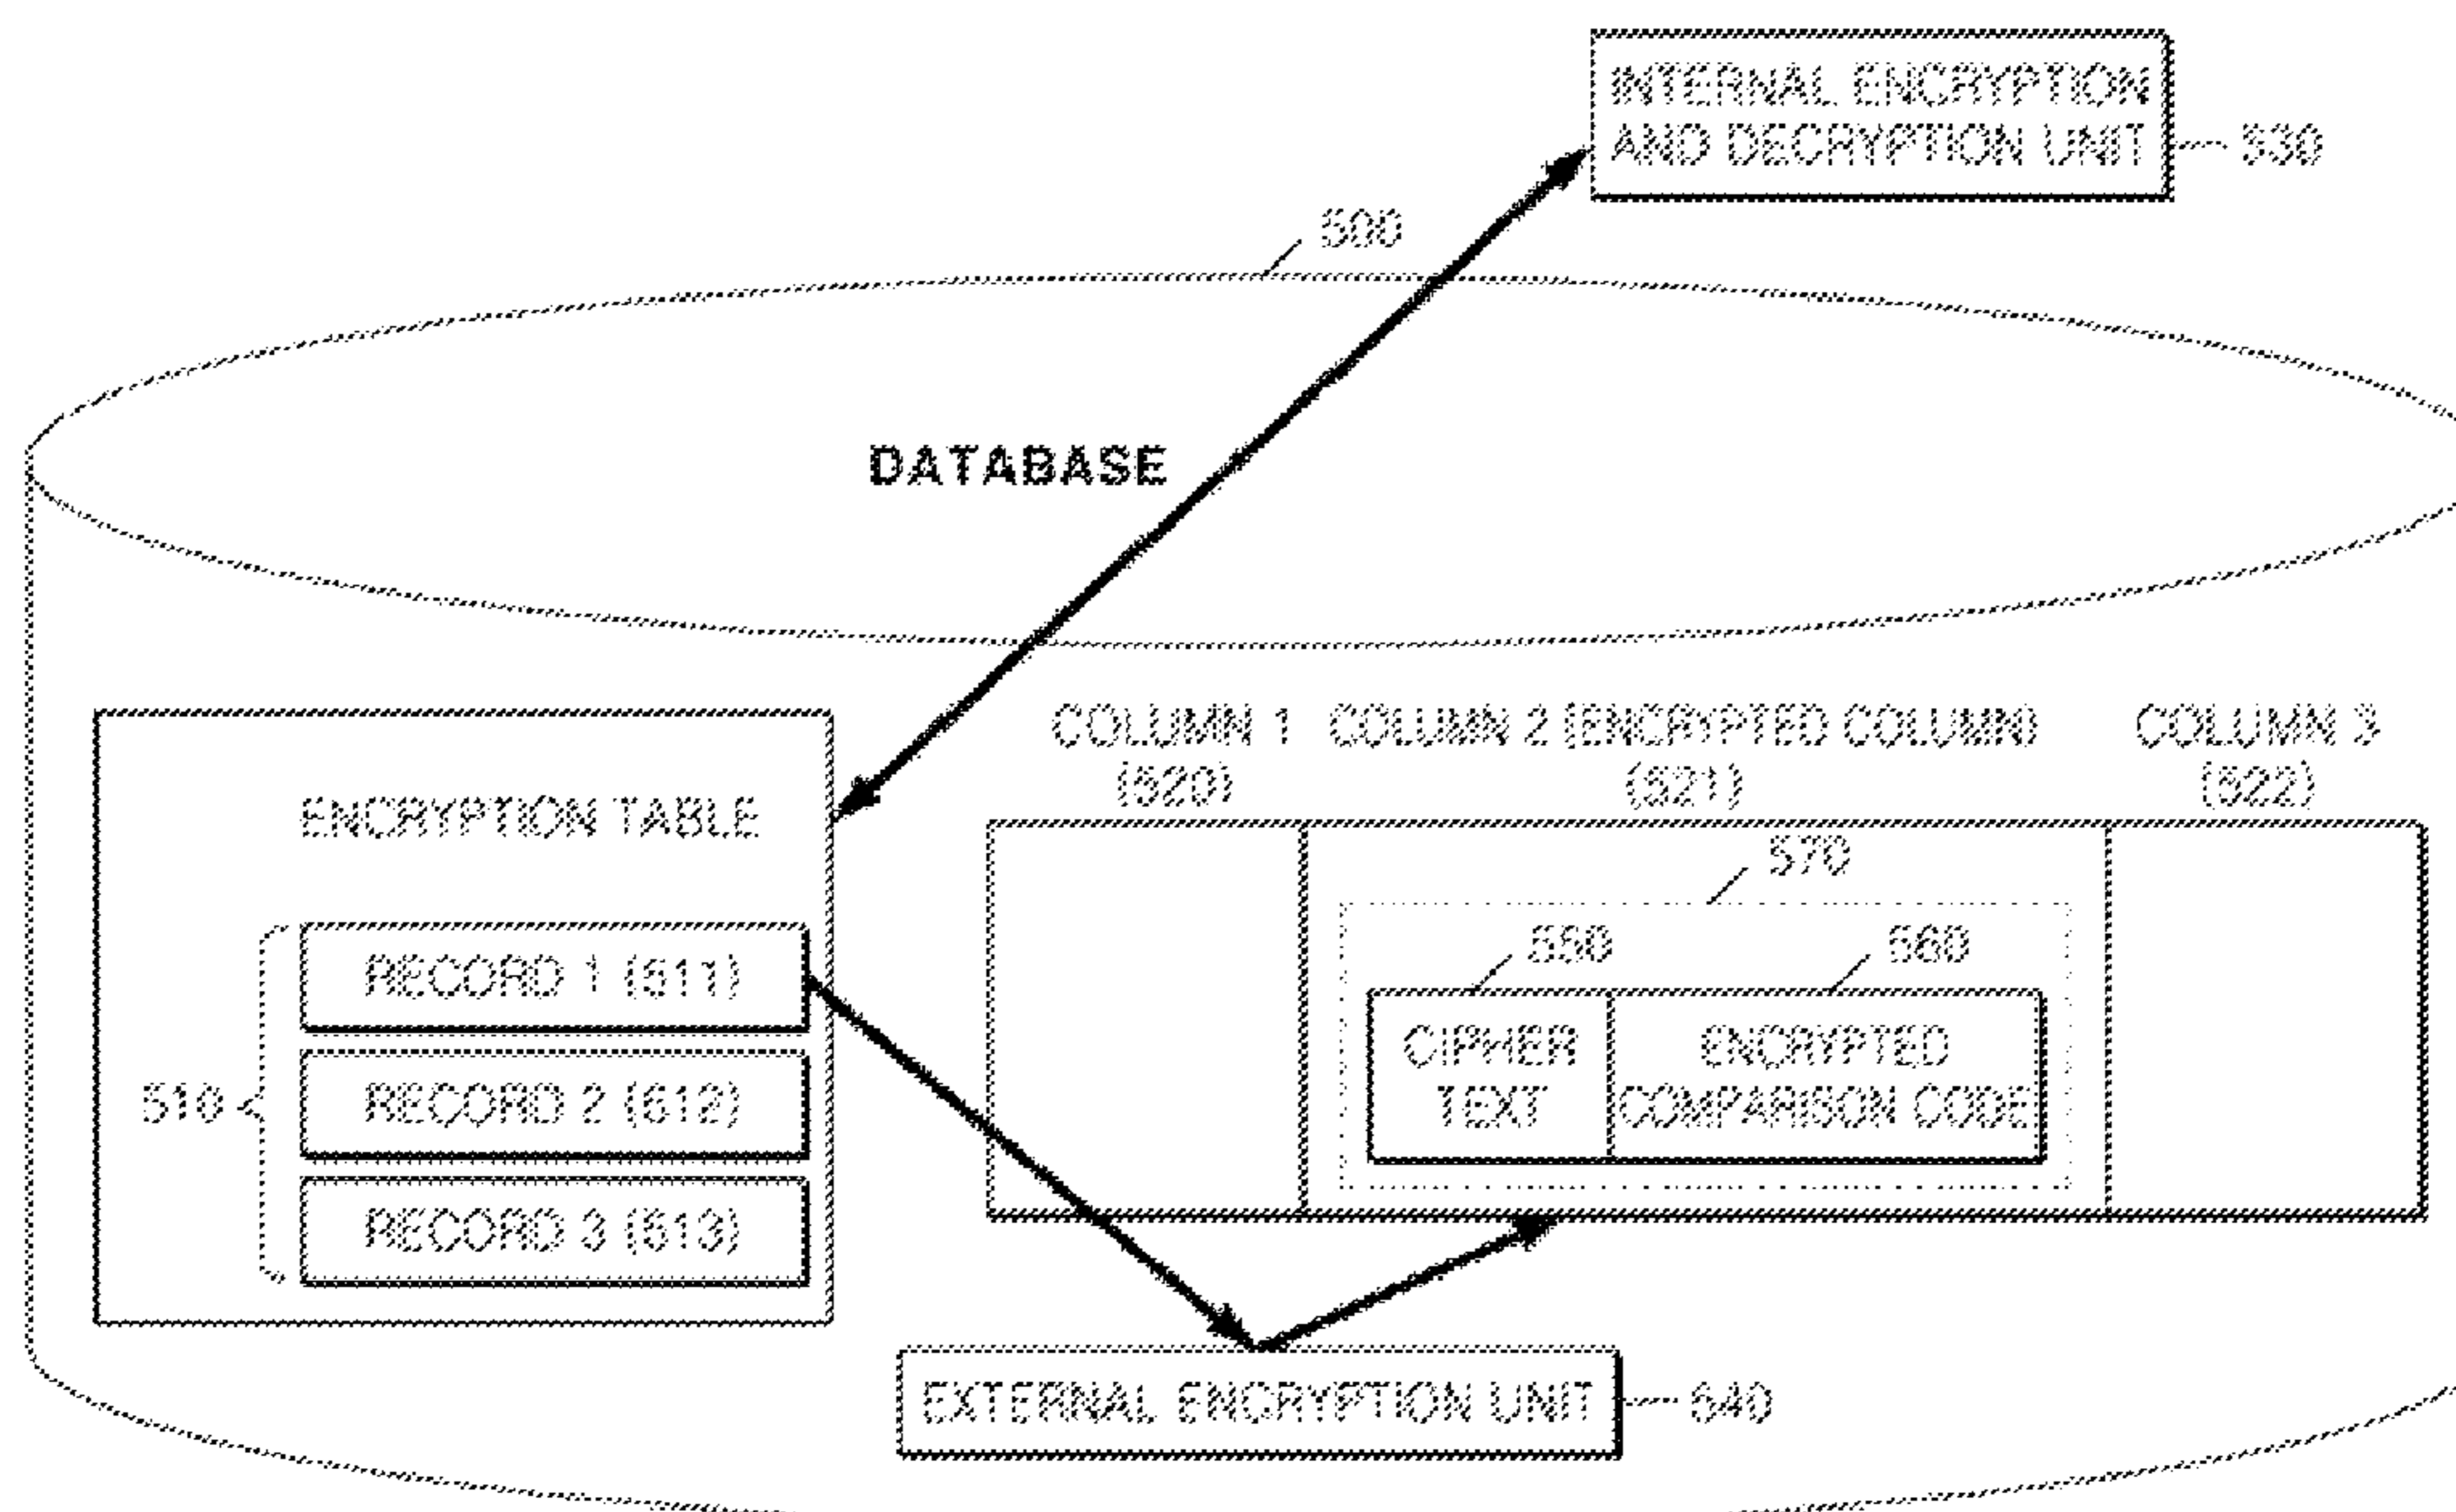 INTERNAL ENCRYPTION
AND DECRYPTION UNIT
530
500
DATABASE
COLUMN 1
COLUMN 2 (ENCRYPTED COLUMN)
COLUMN 3
(520)
(521)
(522)
ENCRYPTION TABLE
570
550
560
RECORD 1 (511)
RECORD 2 (512)
RECORD 3 (513)
510
CIPHER
TEXT
ENCRYPTED
COMPARISON CODE
EXTERNAL ENCRYPTION UNIT
540